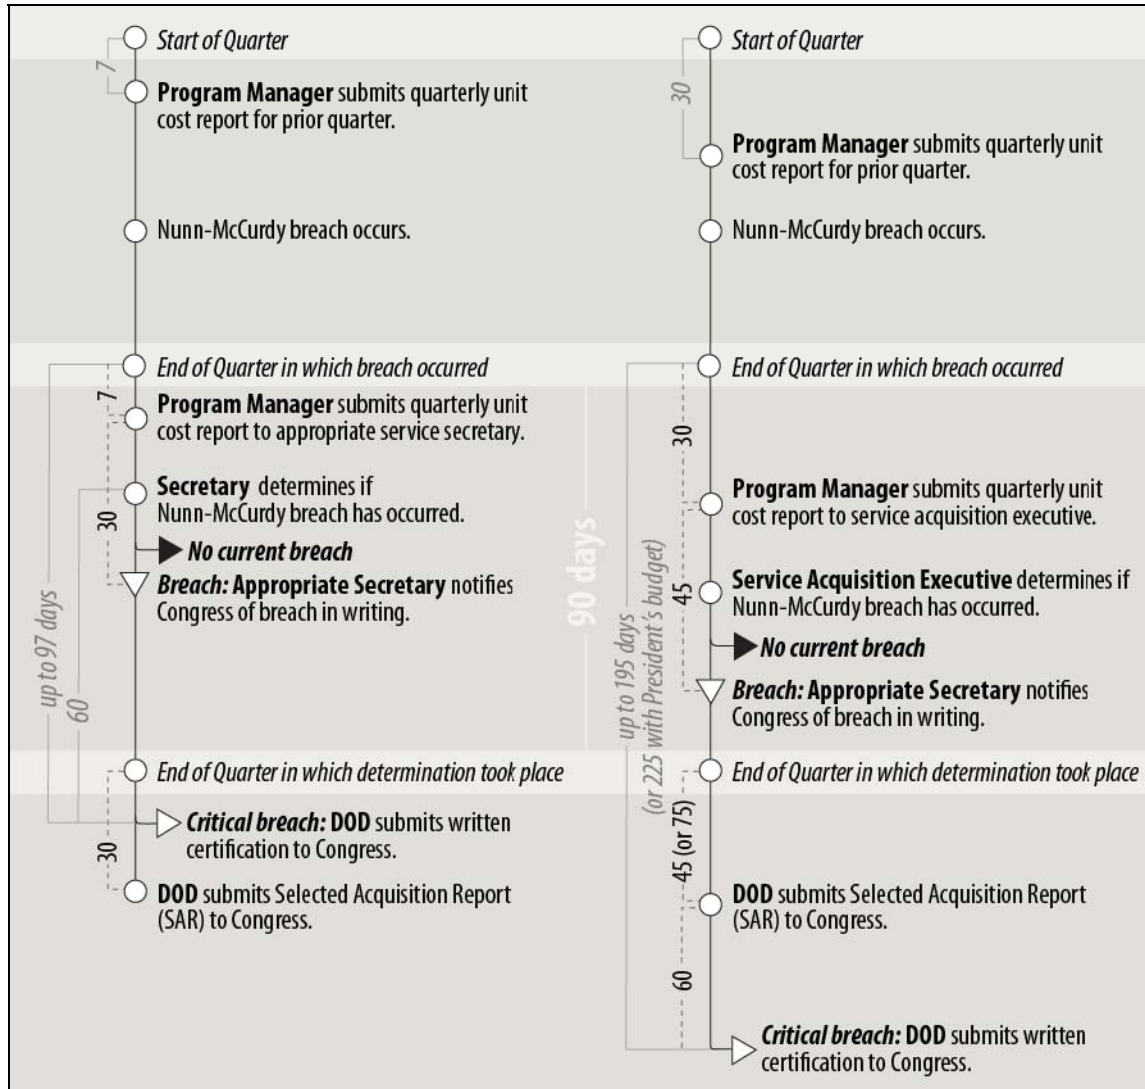 Start of Quarter
7
Program Manager submits quarterly unit
cost report for prior quarter.
Nunn-McCurdy breach occurs.
End of Quarter in which breach occurred
7
Program Manager submits quarterly unit
cost report to appropriate service secretary.
Secretary determines if
Nunn-McCurdy breach has occurred.
30
No current breach
Breach: Appropriate Secretary notifies
Congress of breach in writing.
up to 97 days
60
End of Quarter in which determination took place
Critical breach: DOD submits written
certification to Congress.
30
DOD submits Selected Acquisition Report
(SAR) to Congress.
90 days
Start of Quarter
30
Program Manager submits quarterly unit
cost report for prior quarter.
Nunn-McCurdy breach occurs.
End of Quarter in which breach occurred
30
Program Manager submits quarterly unit
cost report to service acquisition executive.
45
Service Acquisition Executive determines if
Nunn-McCurdy breach has occurred.
No current breach
Breach: Appropriate Secretary notifies
Congress of breach in writing.
up to 195 days
(or 225 with President's budget)
End of Quarter in which determination took place
45 (or 75)
DOD submits Selected Acquisition Report
(SAR) to Congress.
60
Critical breach: DOD submits written
certification to Congress.